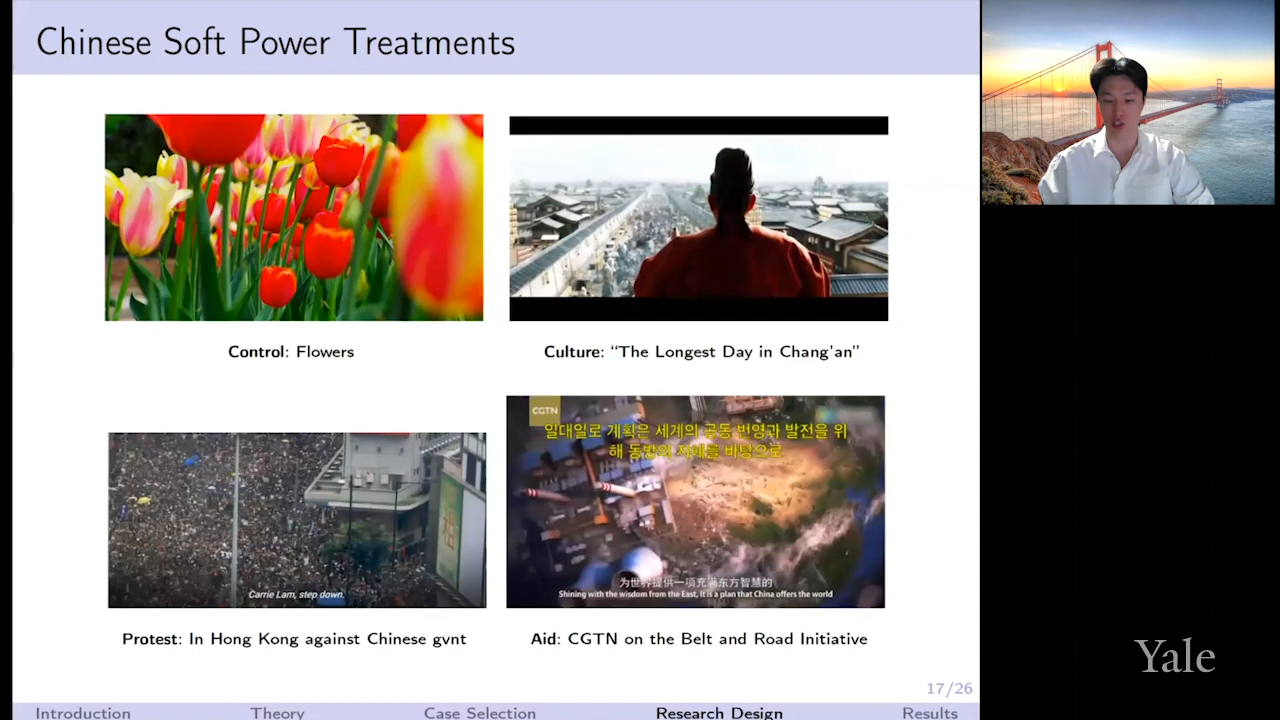 Chinese Soft Power Treatments
Control: Flowers
Culture: “The Longest Day in Chang'an”
Carrie Lam, step down.
Protest: In Hong Kong against Chinese gvnt
CGTN
일대일로 계획은 세계의 공동 번영과 발전을 위
해 동방의 지혜를 바탕으로
为世界提供一项充满东方智慧的
Shining with the wisdom from the East, it is a plan that China offers the world
Aid: CGTN on the Belt and Road Initiative
17/26
Introduction Theory Case Selection Research Design Results
Yale